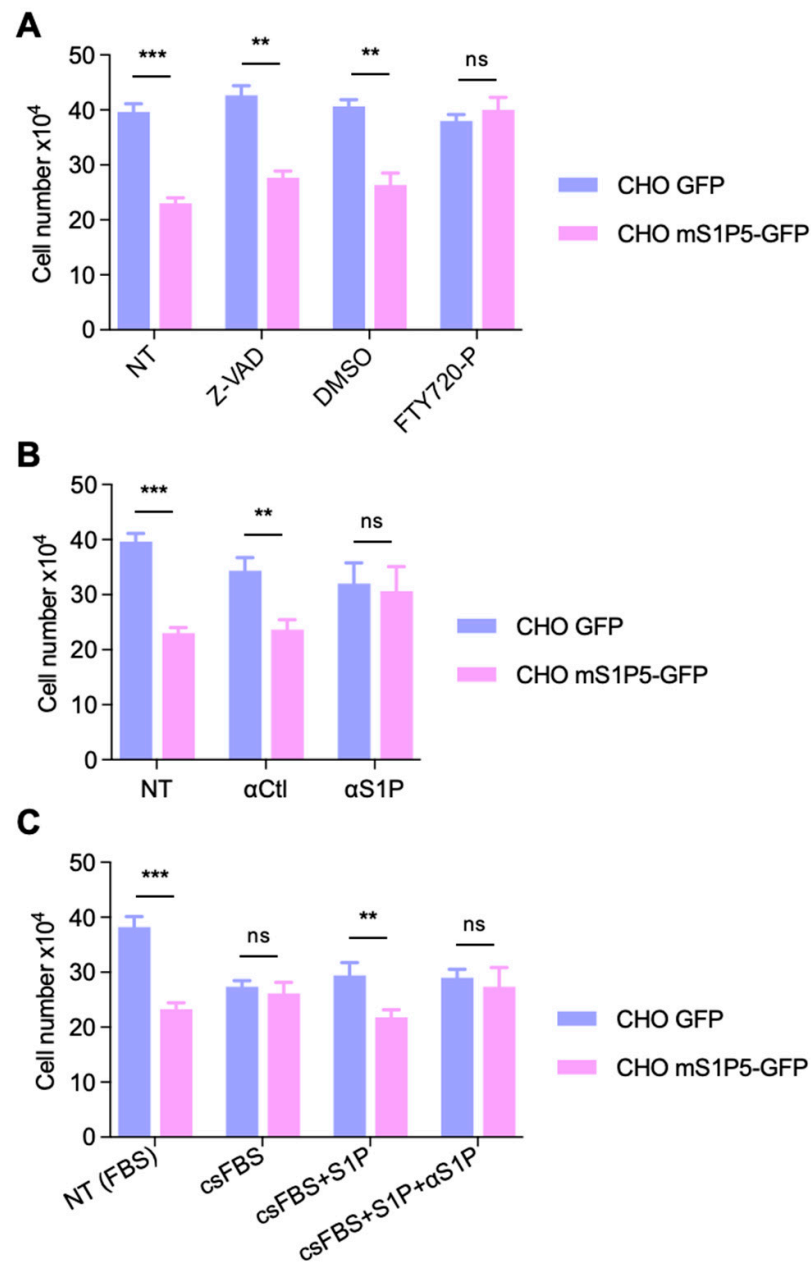 A
Cell number x10⁴
50
40
30
20
10
0
***
**
**
ns
NT
Z-VAD
DMSO
FTY720-P
CHO GFP
CHO mS1P5-GFP
B
Cell number x10⁴
50
40
30
20
10
0
***
**
ns
NT
αCtl
αS1P
CHO GFP
CHO mS1P5-GFP
C
Cell number x10⁴
50
40
30
20
10
0
***
ns
**
ns
NT (FBS)
csFBS
csFBS+S1P
csFBS+S1P+αS1P
CHO GFP
CHO mS1P5-GFP